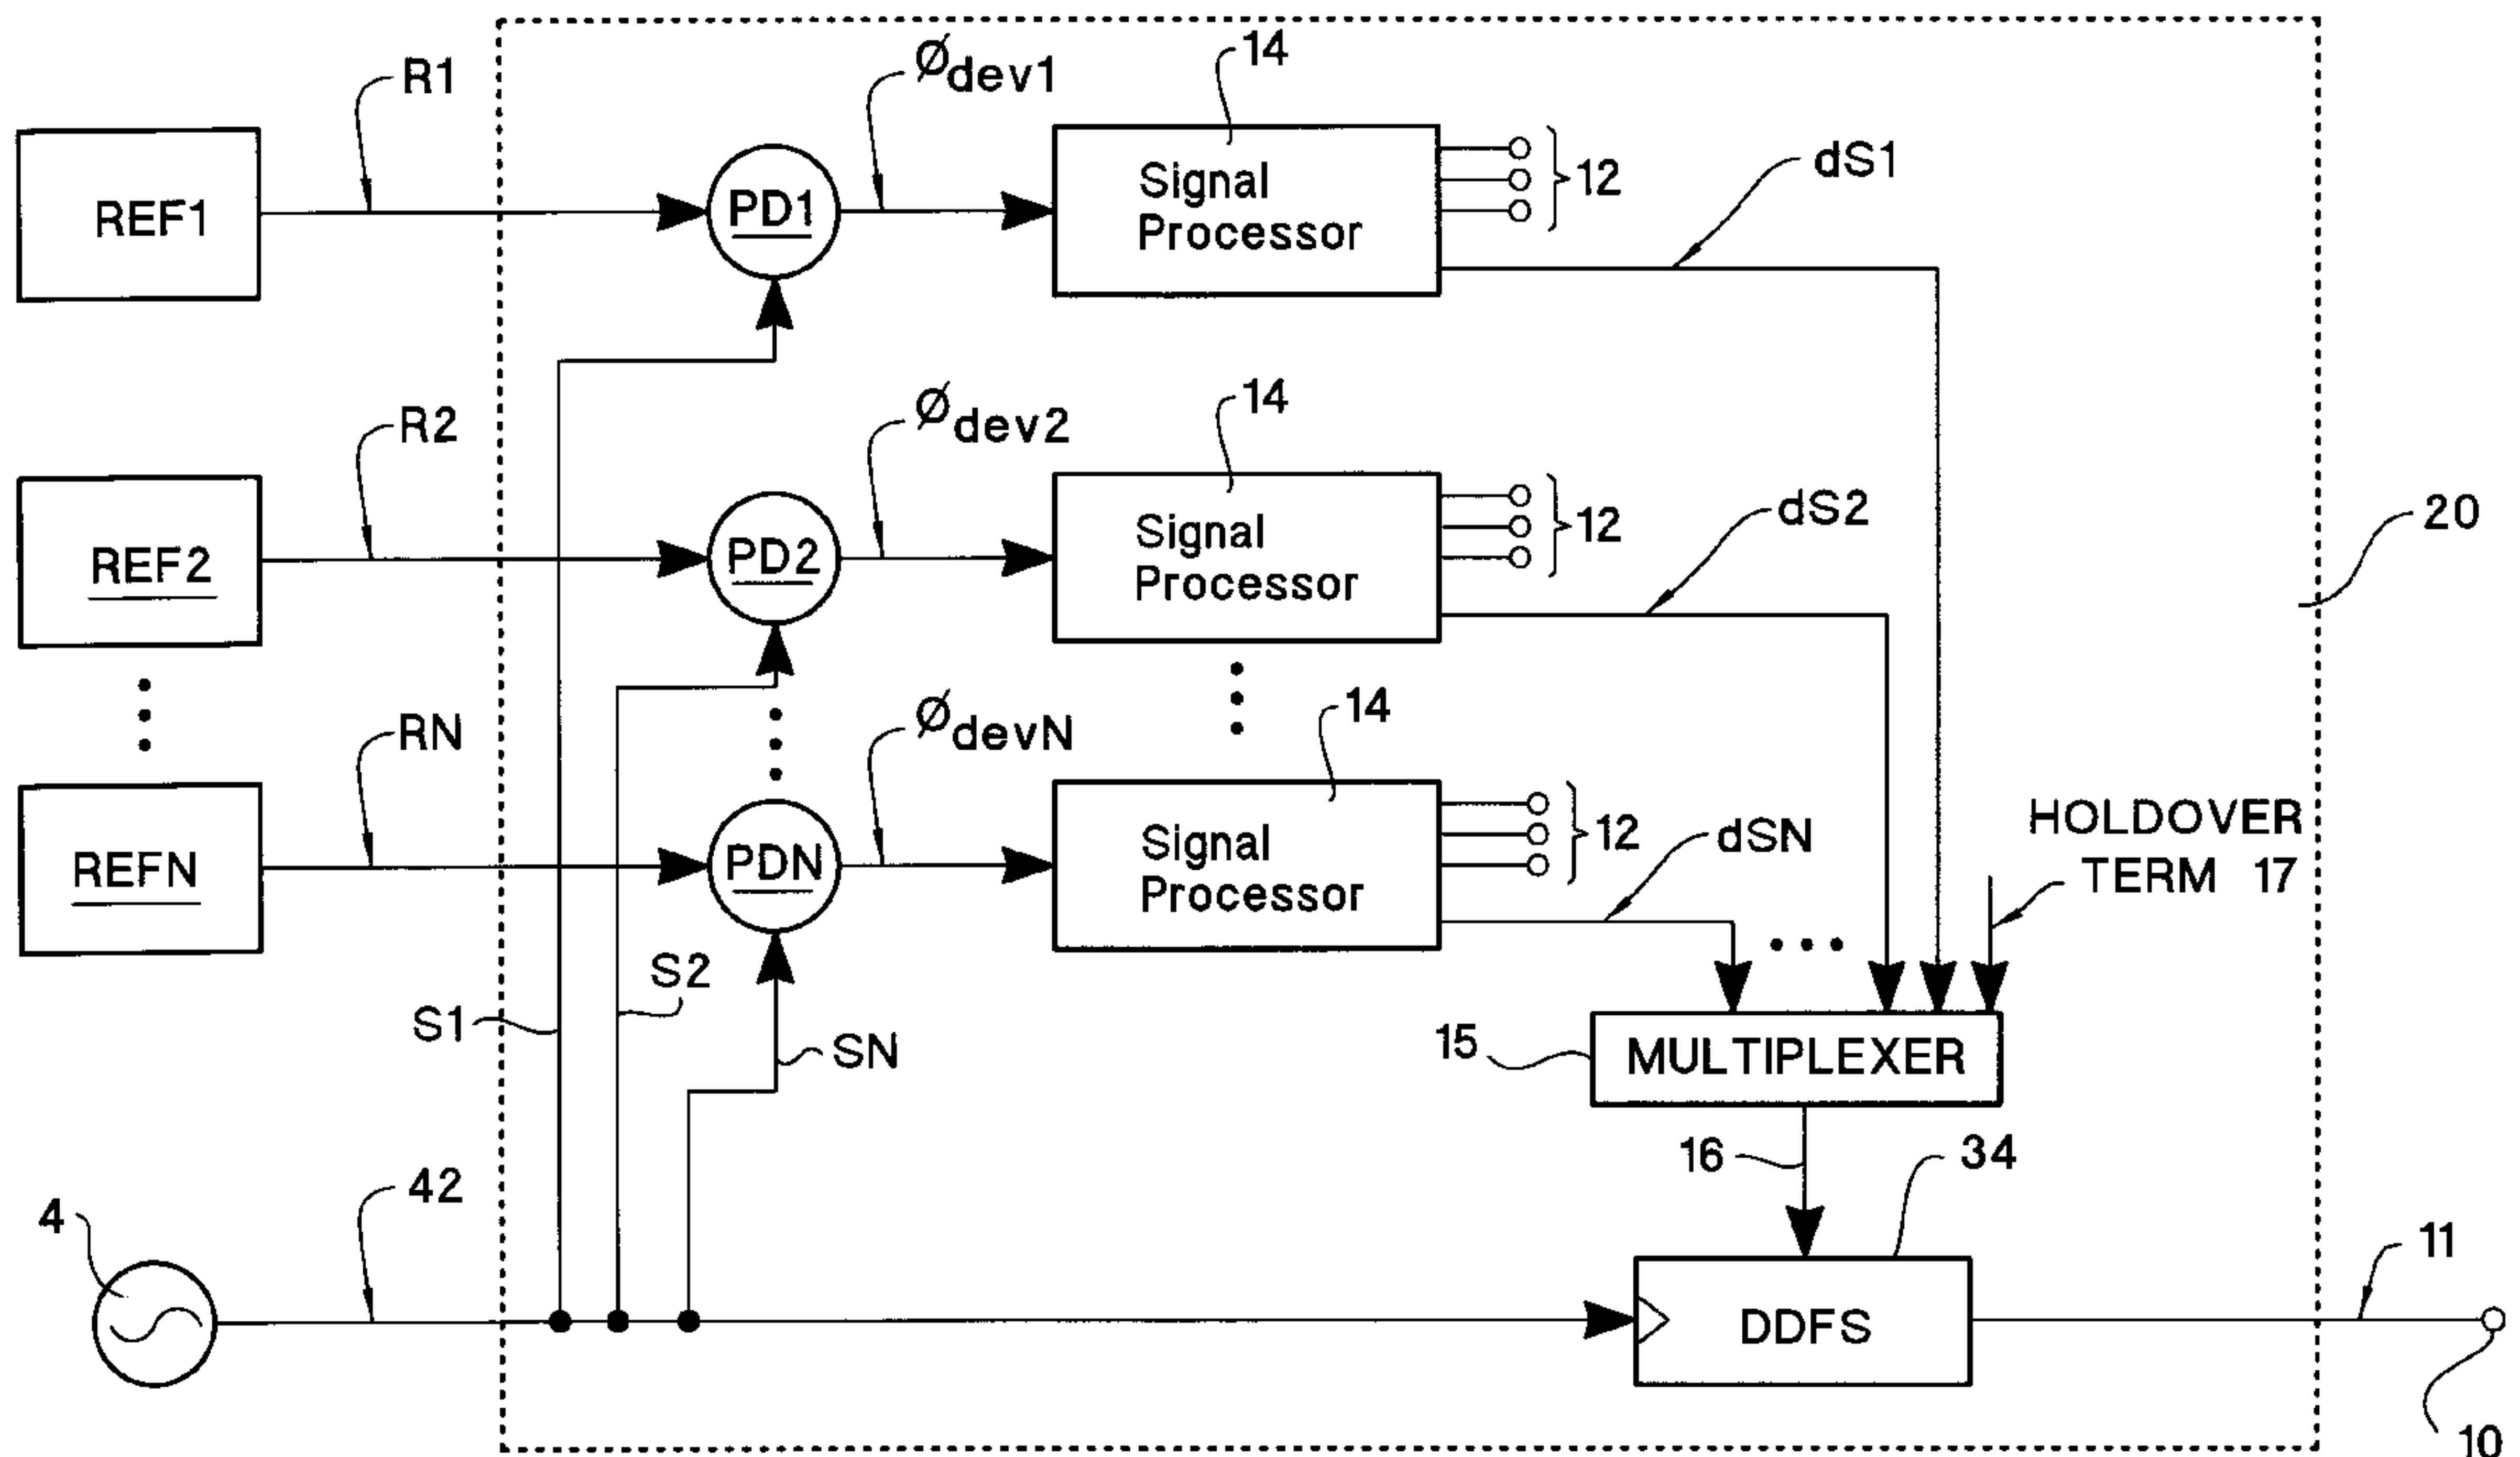 R1
Ødev1
14
REF1
PD1
Signal
Processor
12
dS1
R2
Ødev2
14
REF2
PD2
Signal
Processor
12
dS2
20
RN
ØdevN
14
REFN
PDN
Signal
Processor
12
dSN
HOLDOVER
TERM 17
S1
S2
SN
15
MULTIPLEXER
16
34
4
42
DDFS
11
10